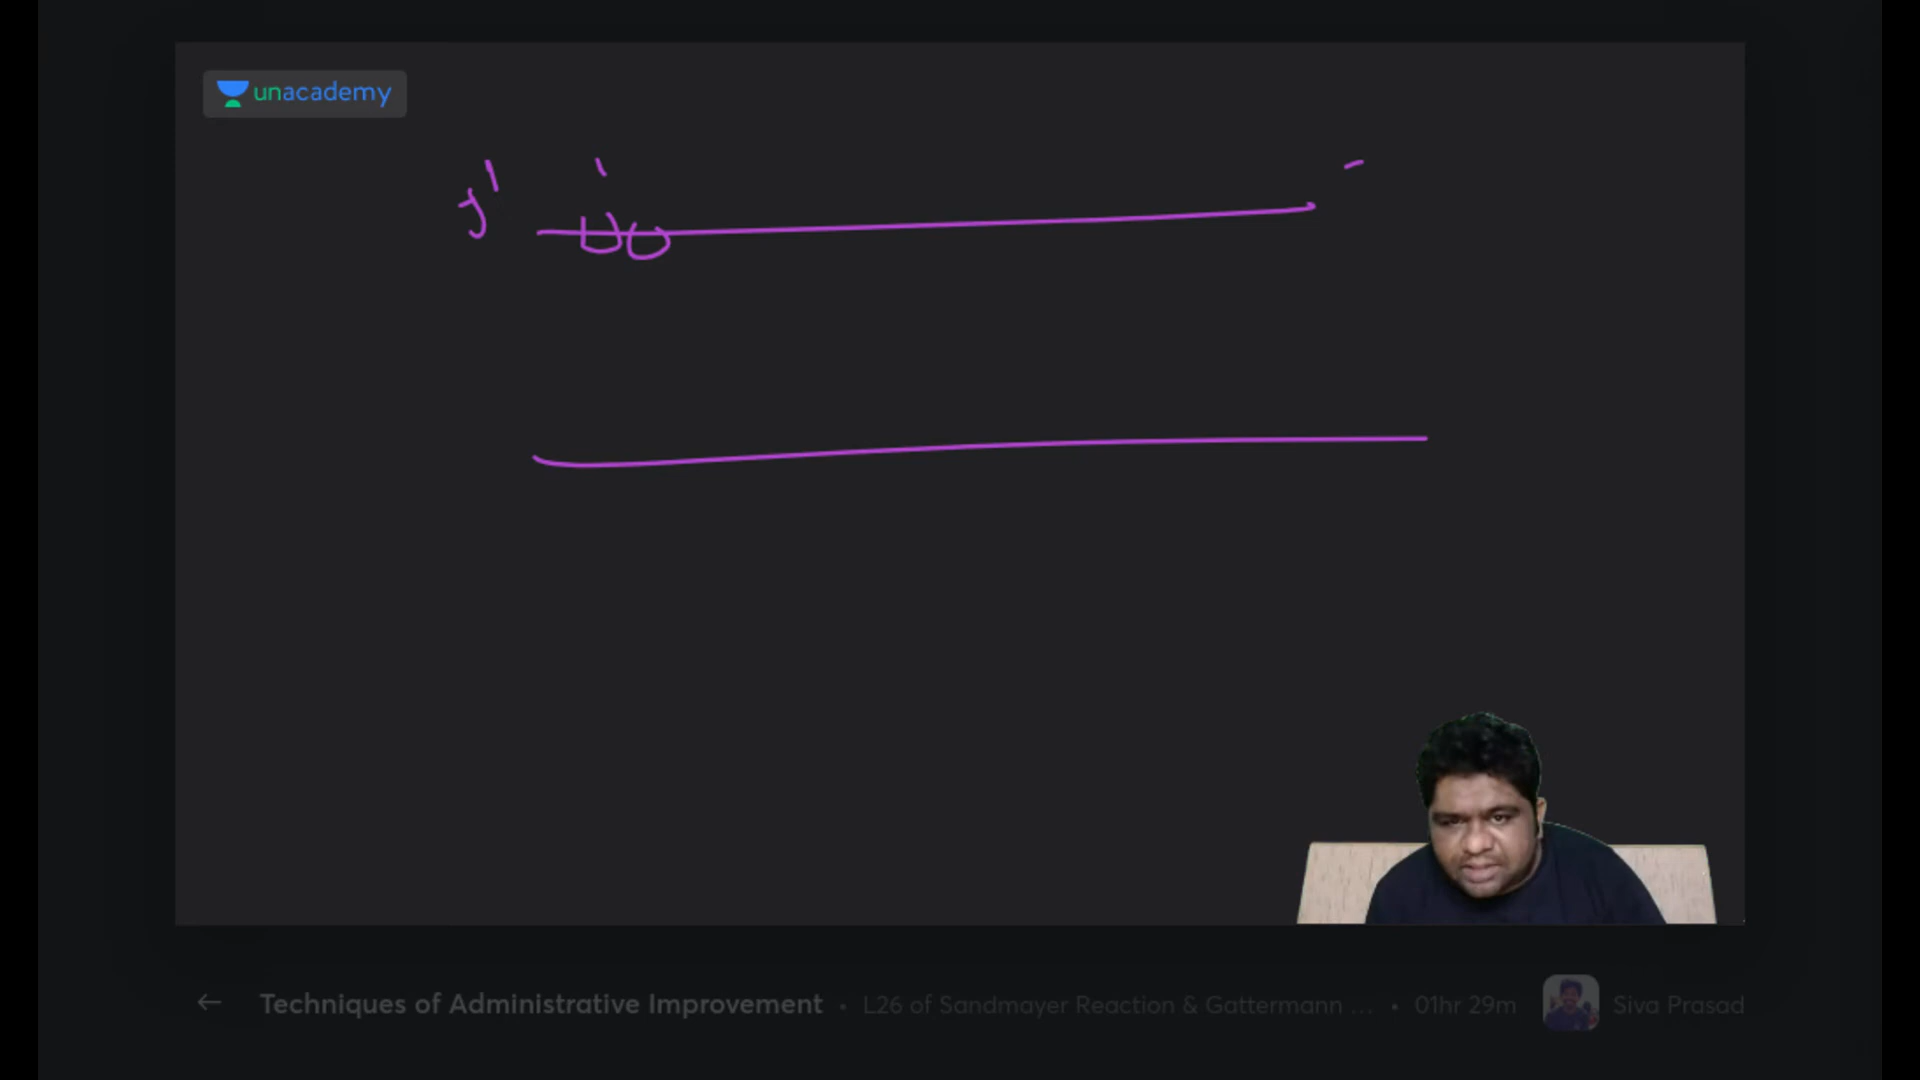 unacademy
Techniques of Administrative Improvement • L26 of Sandmayer Reaction & Gattermann ... • 01hr 29m Siva Prasad